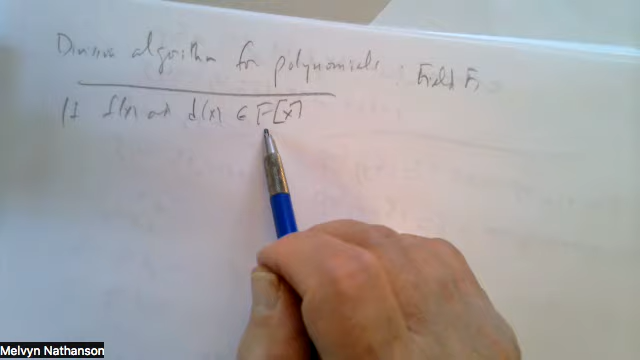 Division algorithm for polynomials : Field F
If f(x) and d(x) ∈ F[x]
Melvyn Nathanson